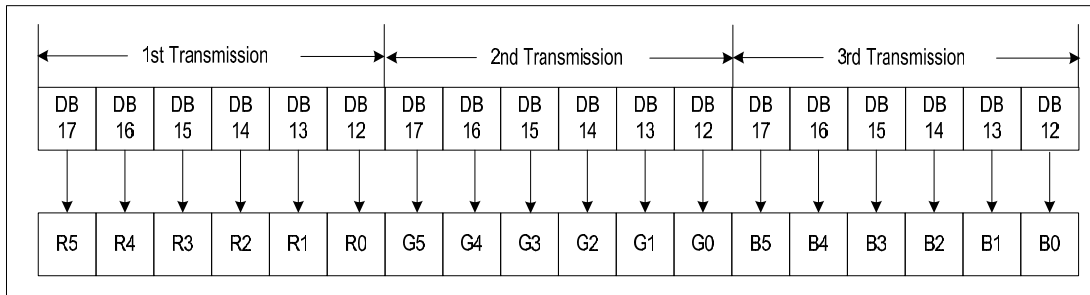 1st Transmission 2nd Transmission 3rd Transmission
DB DB DB DB DB DB DB DB DB DB DB DB DB DB DB DB DB DB
17 16 15 14 13 12 17 16 15 14 13 12 17 16 15 14 13 12
R5 R4 R3 R2 R1 R0 G5 G4 G3 G2 G1 G0 B5 B4 B3 B2 B1 B0